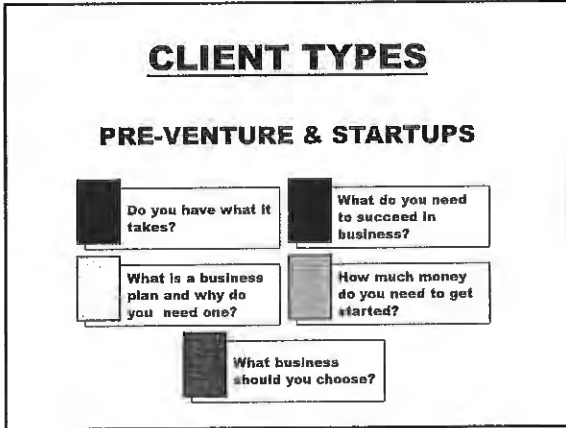 CLIENT TYPES
PRE-VENTURE & STARTUPS
Do you have what it
takes?
What do you need
to succeed in
business?
What is a business
plan and why do
you need one?
How much money
do you need to get
started?
What business
should you choose?